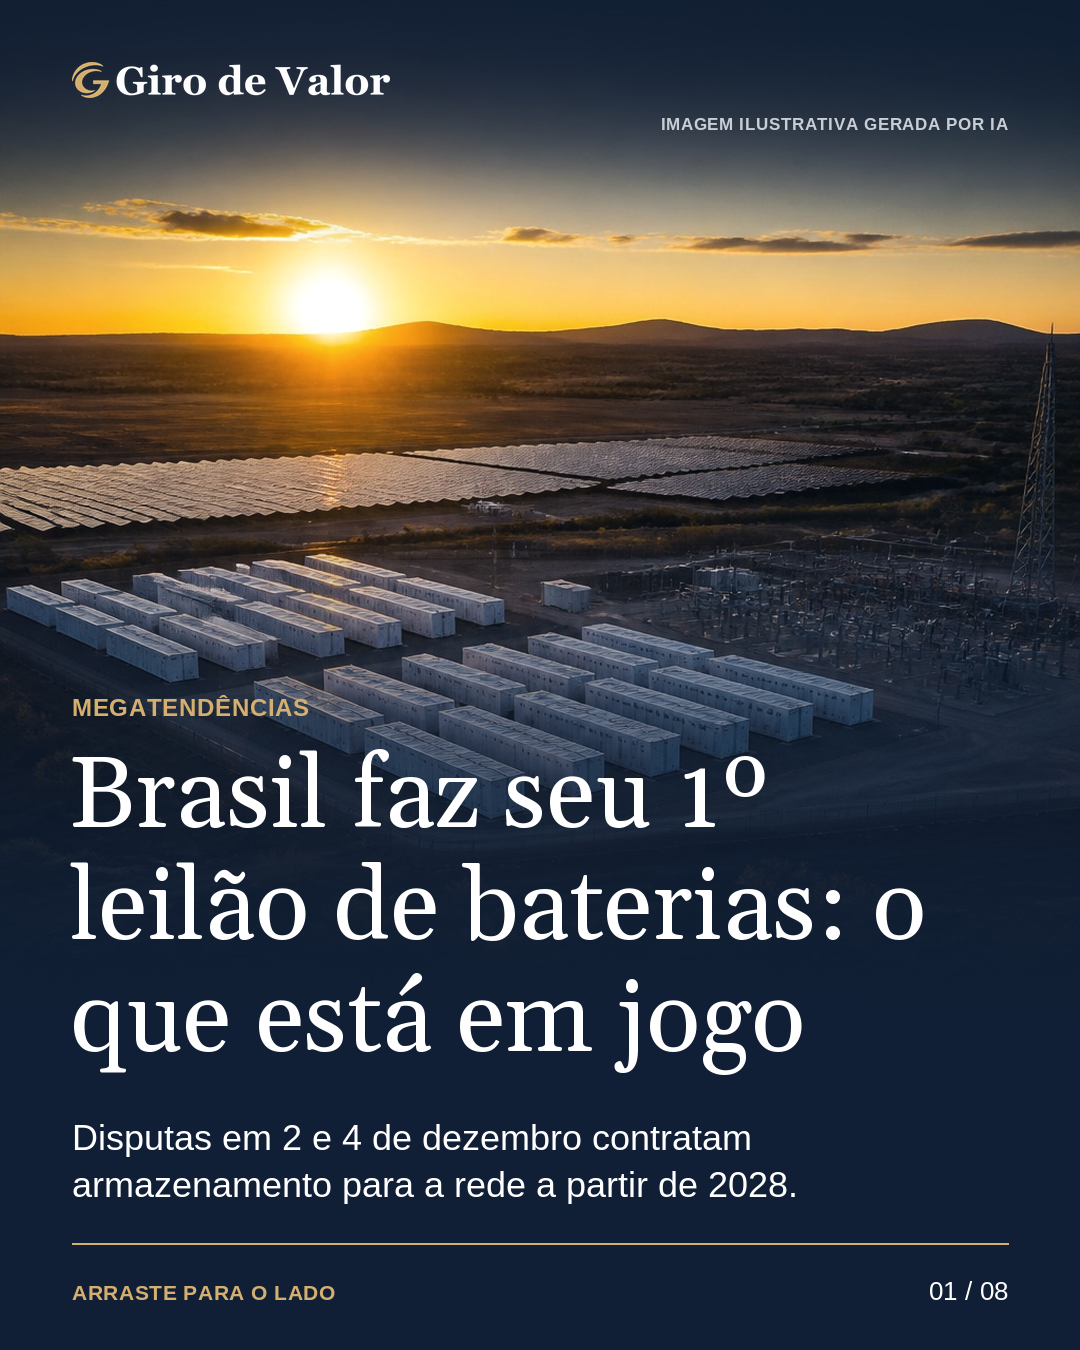 Giro de Valor
IMAGEM ILUSTRATIVA GERADA POR IA
MEGATENDÊNCIAS
Brasil faz seu 1º
leilão de baterias: o
que está em jogo
Disputas em 2 e 4 de dezembro contratam
armazenamento para a rede a partir de 2028.
ARRASTE PARA O LADO
01 / 08